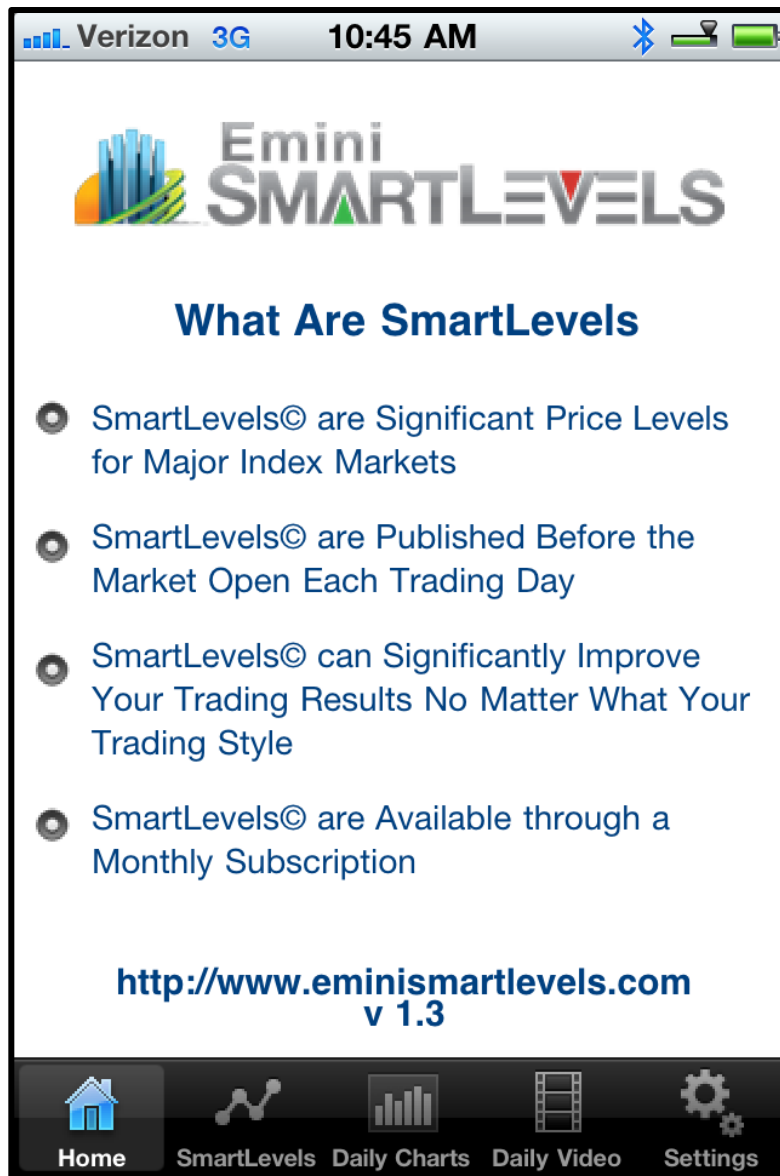 Verizon 3G 10:45 AM
Emini
SMARTLEVELS
What Are SmartLevels
SmartLevels© are Significant Price Levels
for Major Index Markets
SmartLevels© are Published Before the
Market Open Each Trading Day
SmartLevels© can Significantly Improve
Your Trading Results No Matter What Your
Trading Style
SmartLevels© are Available through a
Monthly Subscription
http://www.eminismartlevels.com
v 1.3
Home SmartLevels Daily Charts Daily Video Settings